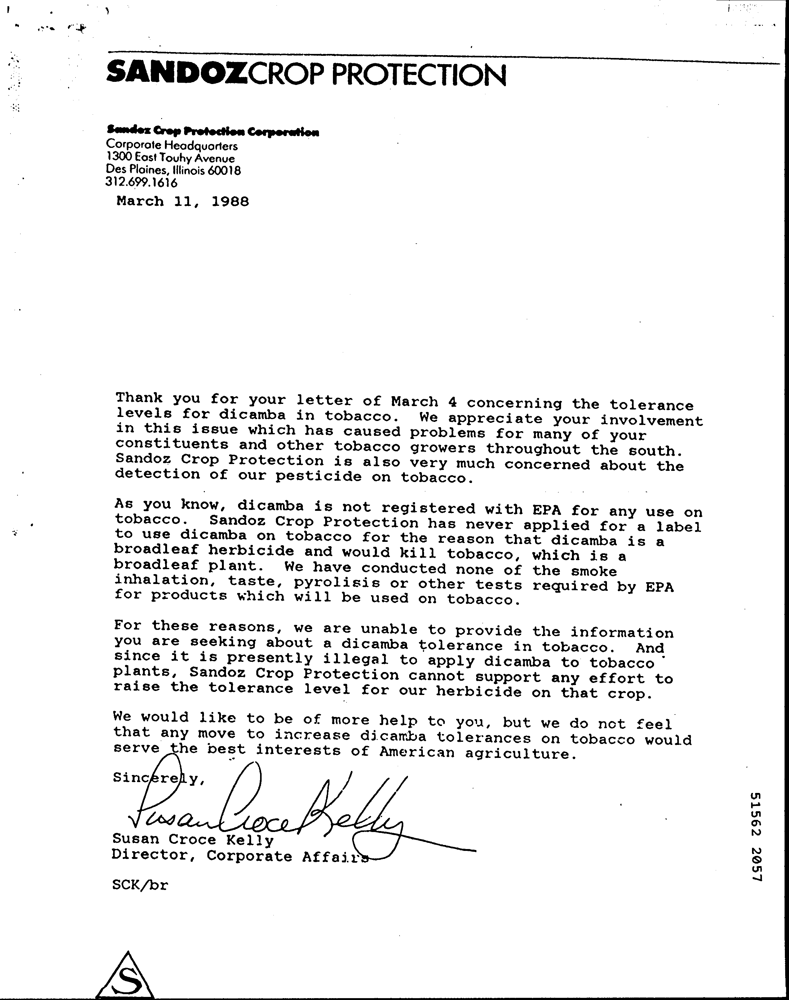 SANDOZ CROP PROTECTION
Sandoz Crop Protection Corporation
Corporate Headquarters
1300 East Touhy Avenue
Des Plaines, Illinois 60018
312.699.1616
March 11, 1988
Thank you for your letter of March 4 concerning the tolerance
levels for dicamba in tobacco. We appreciate your involvement
in this issue which has caused problems for many of your
constituents and other tobacco growers throughout the south.
Sandoz Crop Protection is also very much concerned about the
detection of our pesticide on tobacco.
As you know, dicamba is not registered with EPA for any use on
tobacco. Sandoz Crop Protection has never applied for a label
to use dicamba on tobacco for the reason that dicamba is a
broadleaf herbicide and would kill tobacco, which is a
broadleaf plant. We have conducted none of the smoke
inhalation, taste, pyrolisis or other tests required by EPA
for products which will be used on tobacco.
For these reasons, we are unable to provide the information
you are seeking about a dicamba tolerance in tobacco. And
since it is presently illegal to apply dicamba to tobacco
plants, Sandoz Crop Protection cannot support any effort to
raise the tolerance level for our herbicide on that crop.
We would like to be of more help to you, but we do not feel
that any move to increase dicamba tolerances on tobacco would
serve the best interests of American agriculture.
Sincerely,
Susan Croce Kelly
Susan Croce Kelly
Director, Corporate Affairs
SCK/br
S
51562 2057